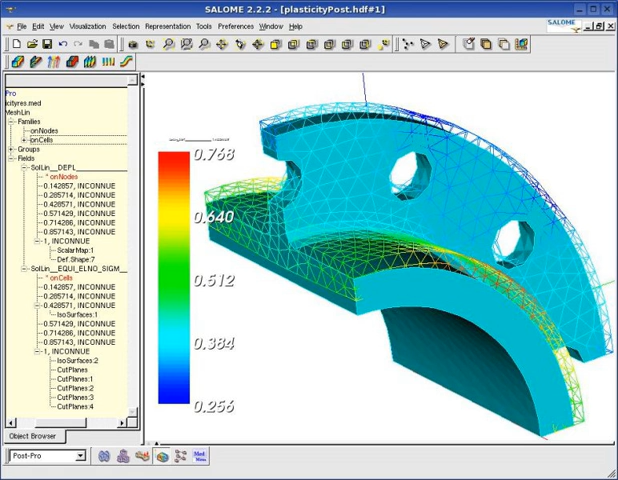 SALOME 2.2.2 - [plasticityPost.hdf#1]
File Edit View Visualization Selection Representation Tools Preferences Window Help
SALOME
Pro
icityres.med
MeshLin
Families
onNodes
onCells
Groups
Fields
SolLin__DEPL____
* onNodes
0.142857, INCONNUE
0.285714, INCONNUE
0.428571, INCONNUE
0.571429, INCONNUE
0.714286, INCONNUE
0.857143, INCONNUE
1, INCONNUE
ScalarMap:1
Def.Shape:7
SolLin__EQUI_ELNO_SIGM__
* onCells
0.142857, INCONNUE
0.285714, INCONNUE
0.428571, INCONNUE
IsoSurfaces:1
0.571429, INCONNUE
0.714286, INCONNUE
0.857143, INCONNUE
1, INCONNUE
IsoSurfaces:2
CutPlanes
CutPlanes:1
CutPlanes:2
CutPlanes:3
CutPlanes:4
Object Browser
0.768
0.640
0.512
0.384
0.256
Post-Pro
Med